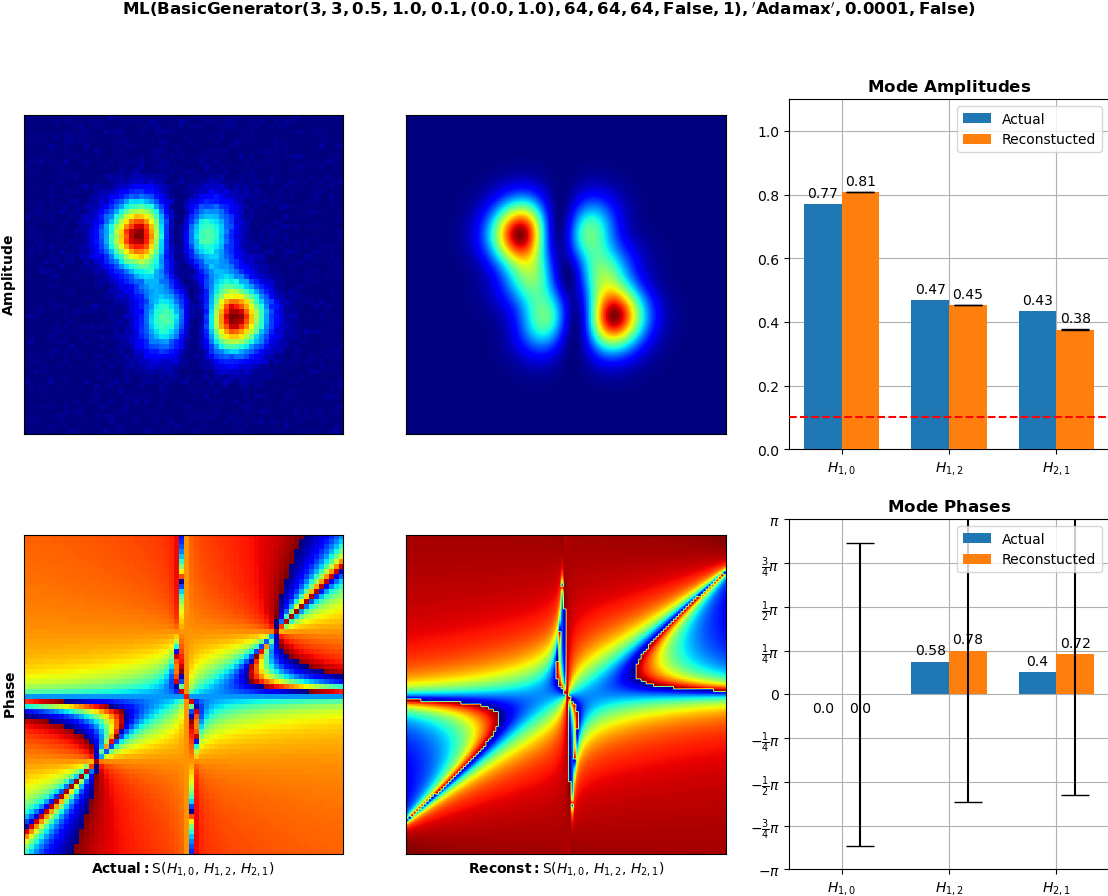 ML(BasicGenerator(3, 3, 0.5, 1.0, 0.1, (0.0, 1.0), 64, 64, 64, False, 1), ′Adamax′, 0.0001, False)
Mode Amplitudes
Amplitude
Actual
Reconstucted
1.0
0.8
0.6
0.4
0.2
0.0
0.77
0.81
0.47
0.45
0.43
0.38
H1,0
H1,2
H2,1
Mode Phases
Phase
Actual
Reconstucted
π
3/4π
1/2π
1/4π
0
−1/4π
−1/2π
−3/4π
−π
0.0
0.0
0.58
0.78
0.4
0.72
H1,0
H1,2
H2,1
Actual: S(H1,0, H1,2, H2,1)
Reconst: S(H1,0, H1,2, H2,1)